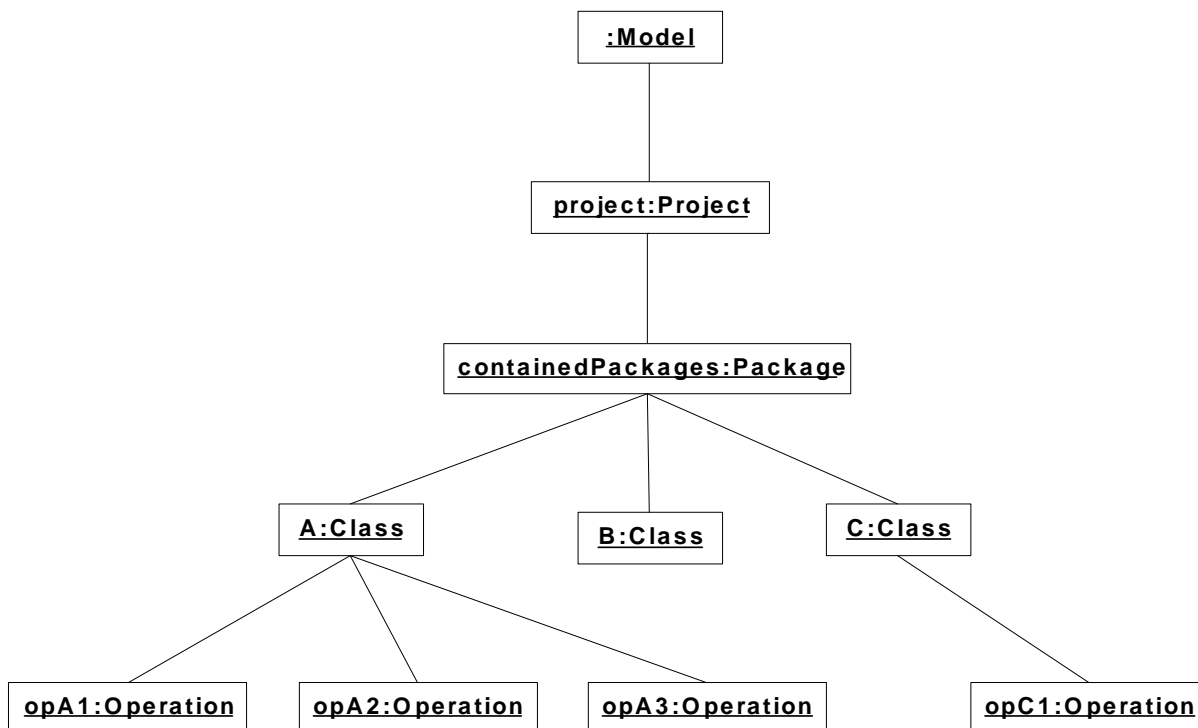 :Model
project:Project
containedPackages:Package
A:Class
B:Class
C:Class
opA1:Operation
opA2:Operation
opA3:Operation
opC1:Operation